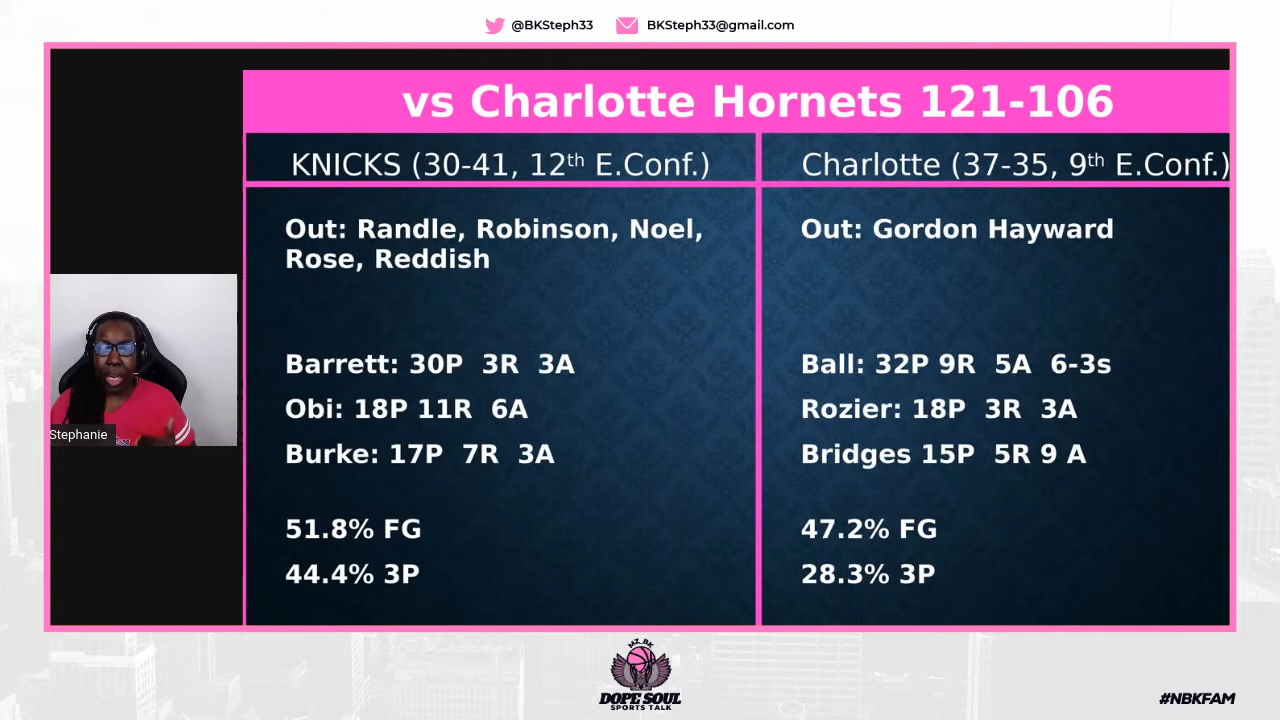 @BKSteph33 BKSteph33@gmail.com
vs Charlotte Hornets 121-106
KNICKS (30-41, 12th E.Conf.)
Charlotte (37-35, 9th E.Conf.)
Out: Randle, Robinson, Noel,
Rose, Reddish
Out: Gordon Hayward
Barrett: 30P 3R 3A
Obi: 18P 11R 6A
Burke: 17P 7R 3A
Ball: 32P 9R 5A 6-3s
Rozier: 18P 3R 3A
Bridges 15P 5R 9 A
51.8% FG
44.4% 3P
47.2% FG
28.3% 3P
Stephanie
MZ BK
DOPE SOUL
SPORTS TALK
#NBKFAM